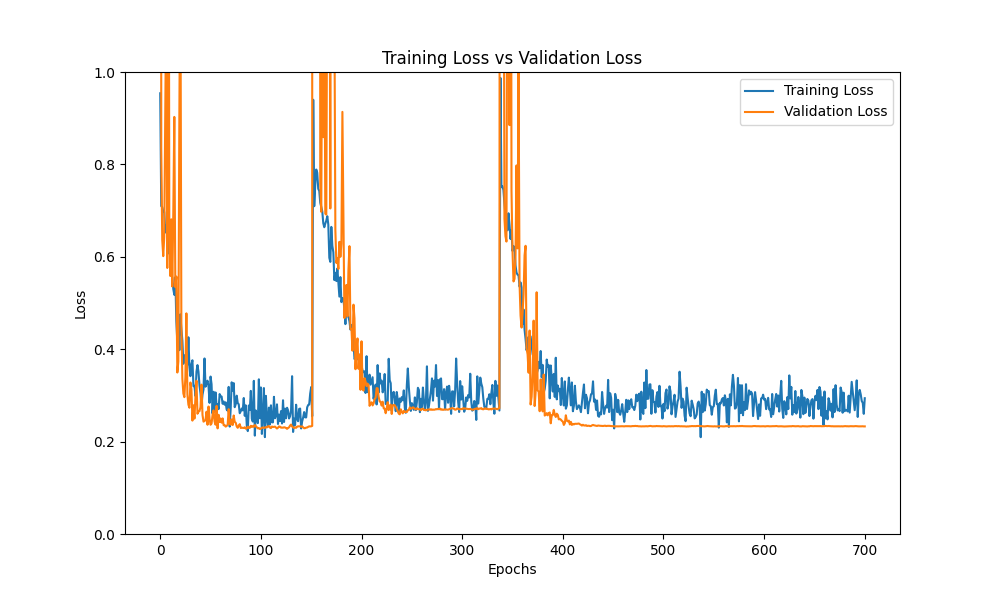 Training Loss vs Validation Loss
Training Loss
Validation Loss
1.0
0.8
0.6
0.4
0.2
0.0
Loss
0 100 200 300 400 500 600 700
Epochs